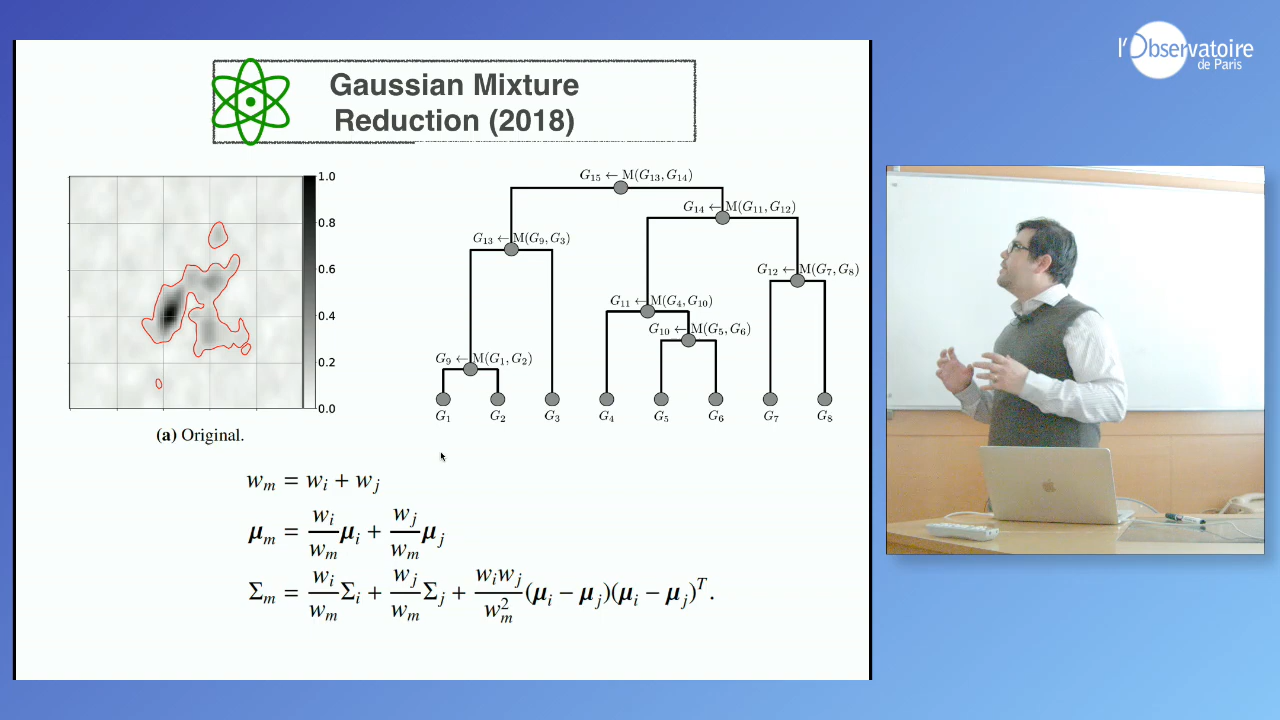 l'Observatoire
de Paris
Gaussian Mixture
Reduction (2018)
1.0
0.8
0.6
0.4
0.2
0.0
(a) Original.
G₁₅ ← M(G₁₃, G₁₄)
G₁₄ ← M(G₁₁, G₁₂)
G₁₃ ← M(G₉, G₃)
G₁₂ ← M(G₇, G₈)
G₁₁ ← M(G₄, G₁₀)
G₁₀ ← M(G₅, G₆)
G₉ ← M(G₁, G₂)
G₁ G₂ G₃ G₄ G₅ G₆ G₇ G₈
wₘ = wᵢ + wⱼ
μₘ = wᵢ/wₘ μᵢ + wⱼ/wₘ μⱼ
Σₘ = wᵢ/wₘ Σᵢ + wⱼ/wₘ Σⱼ + wᵢwⱼ/wₘ² (μᵢ − μⱼ)(μᵢ − μⱼ)ᵀ.